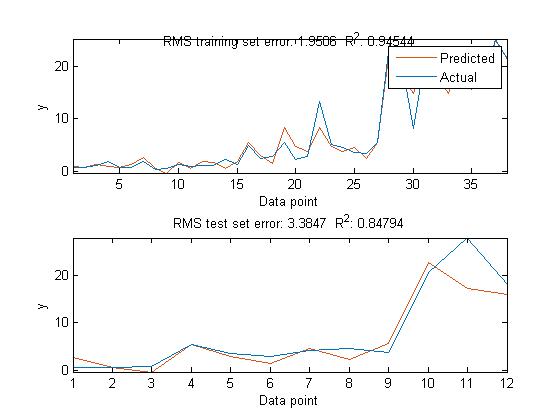 RMS training set error: 1.9506 R²: 0.94544
20
10
0
y
Predicted
Actual
5 10 15 20 25 30 35
Data point
RMS test set error: 3.3847 R²: 0.84794
20
10
0
y
1 2 3 4 5 6 7 8 9 10 11 12
Data point